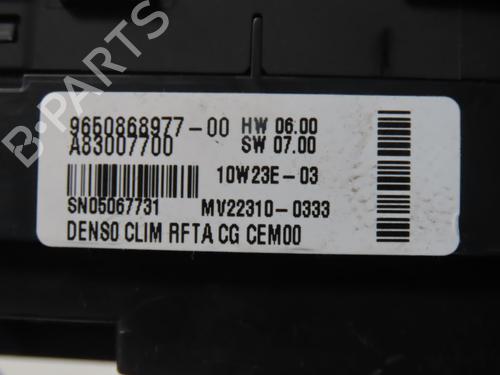 9650868977-00 HW 06.00
A83007700 SW 07.00
10W23E-03
SN05067731 MV22310-0333
DENSO CLIM RFTA CG CEM00
B-PARTS